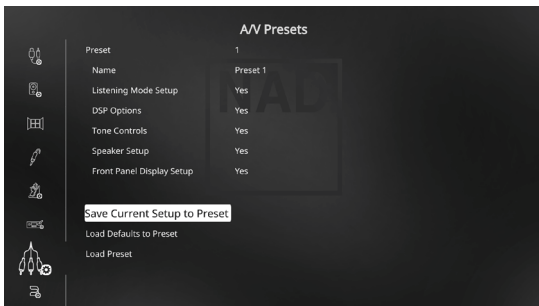 A/V Presets
Preset 1
Name Preset 1
Listening Mode Setup Yes
DSP Options Yes
Tone Controls Yes
Speaker Setup Yes
Front Panel Display Setup Yes
NAD
Save Current Setup to Preset
Load Defaults to Preset
Load Preset